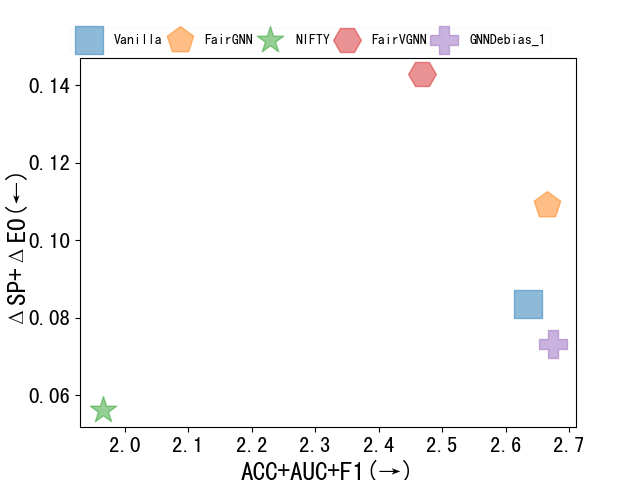 Vanilla FairGNN NIFTY FairVGNN GNNDebias_1
0.14
0.12
0.10
0.08
0.06
ΔSP+ΔEO(←)
2.0 2.1 2.2 2.3 2.4 2.5 2.6 2.7
ACC+AUC+F1(→)